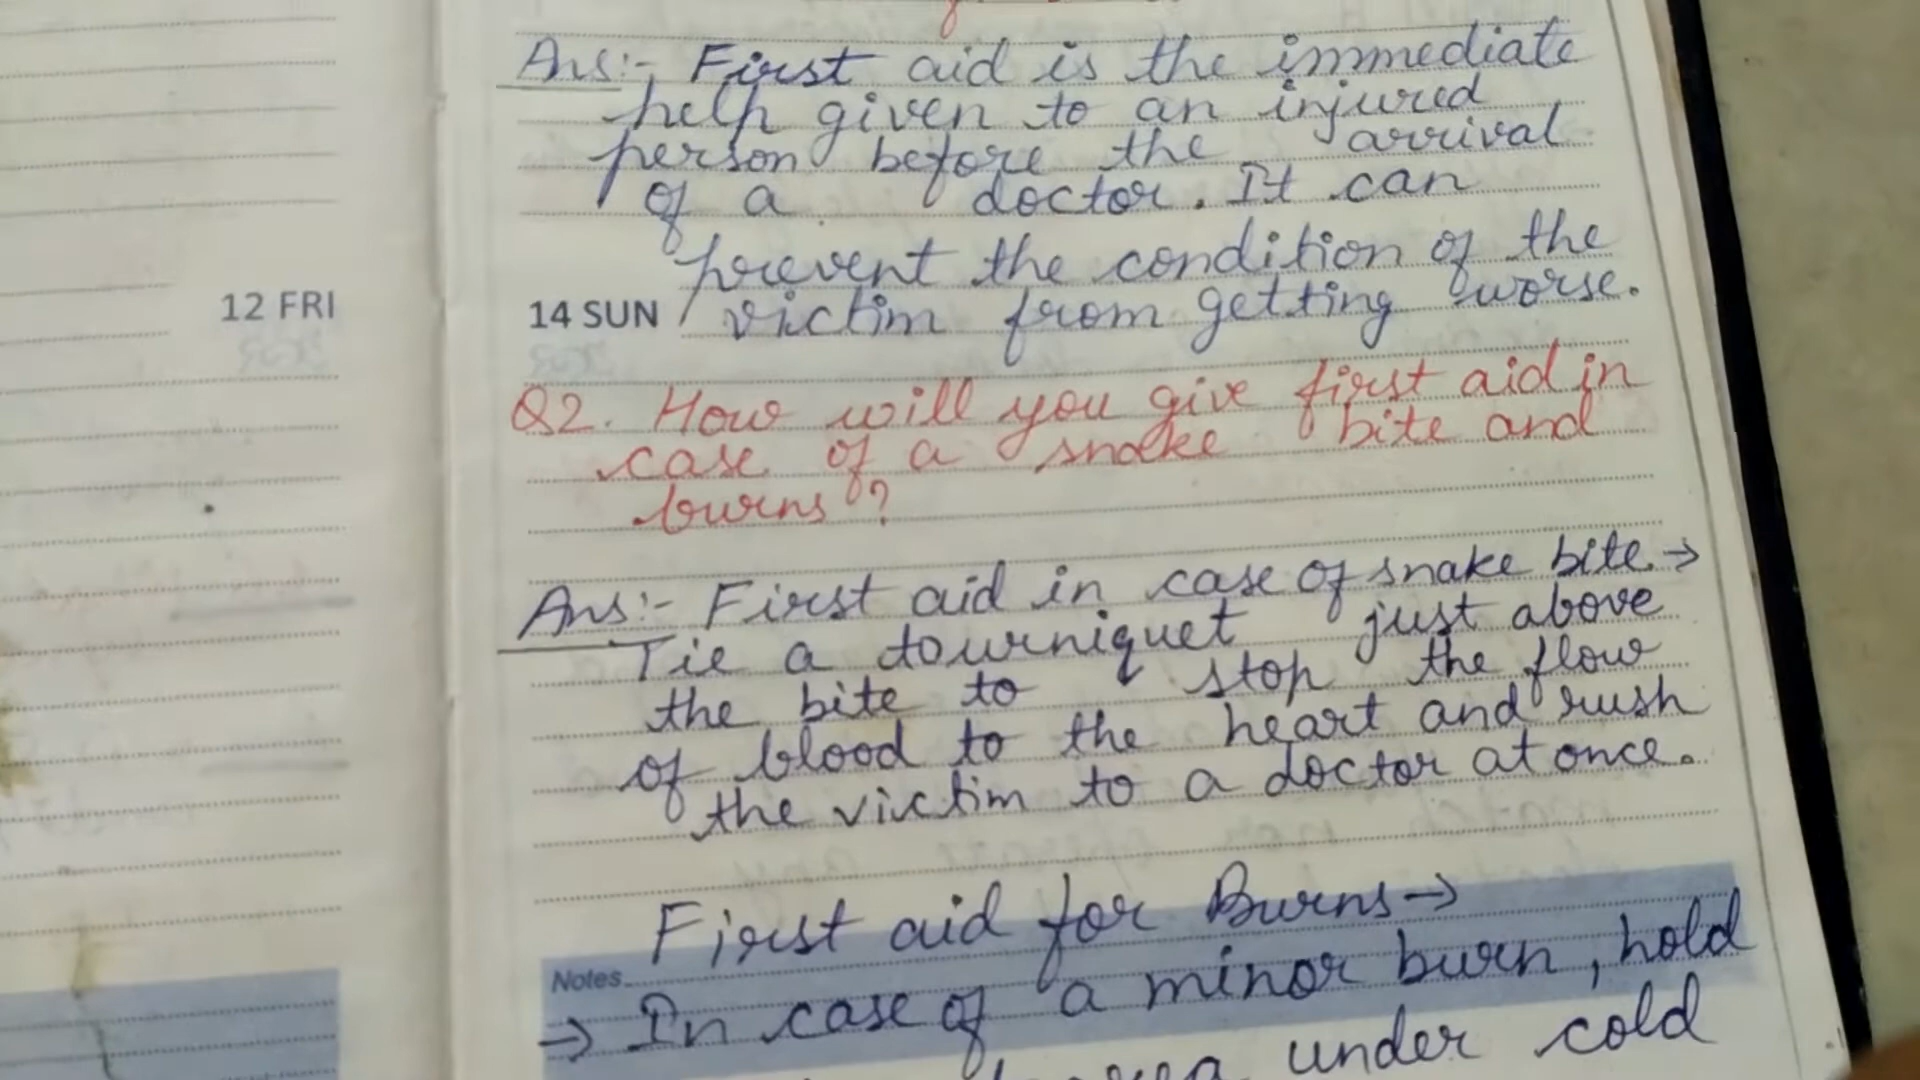 Ans:- First aid is the immediate
help given to an injured
person before the arrival
of a doctor. It can
prevent the condition of the
12 FRI
14 SUN victim from getting worse.
Q2. How will you give first aid in
case of a snake bite and
burns?
Ans:- First aid in case of snake bite →
Tie a tourniquet just above
the bite to stop the flow
of blood to the heart and rush
the victim to a doctor at once.
First aid for Burns →
Notes
→ In case of a minor burn, hold
under cold